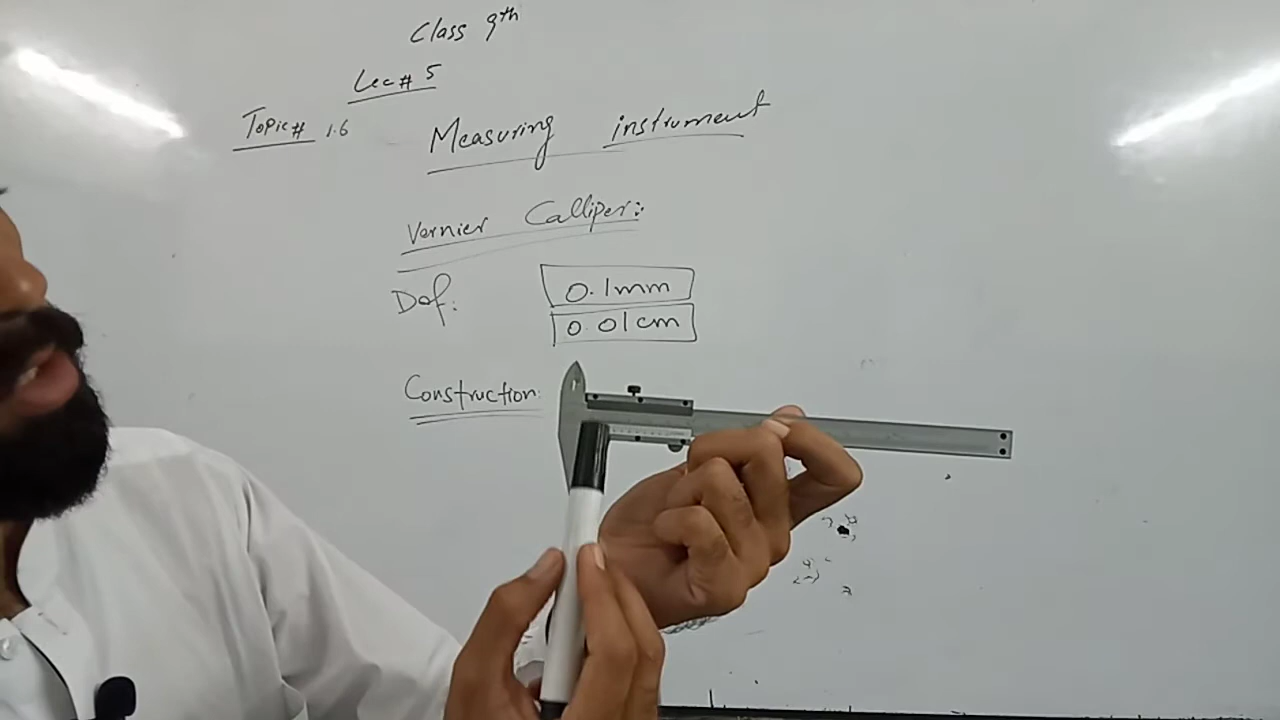 Class 9th
Lec# 5
Topic# 1.6
Measuring instrument
Vernier Calliper:
Def:
0.1mm
0.01cm
Construction: